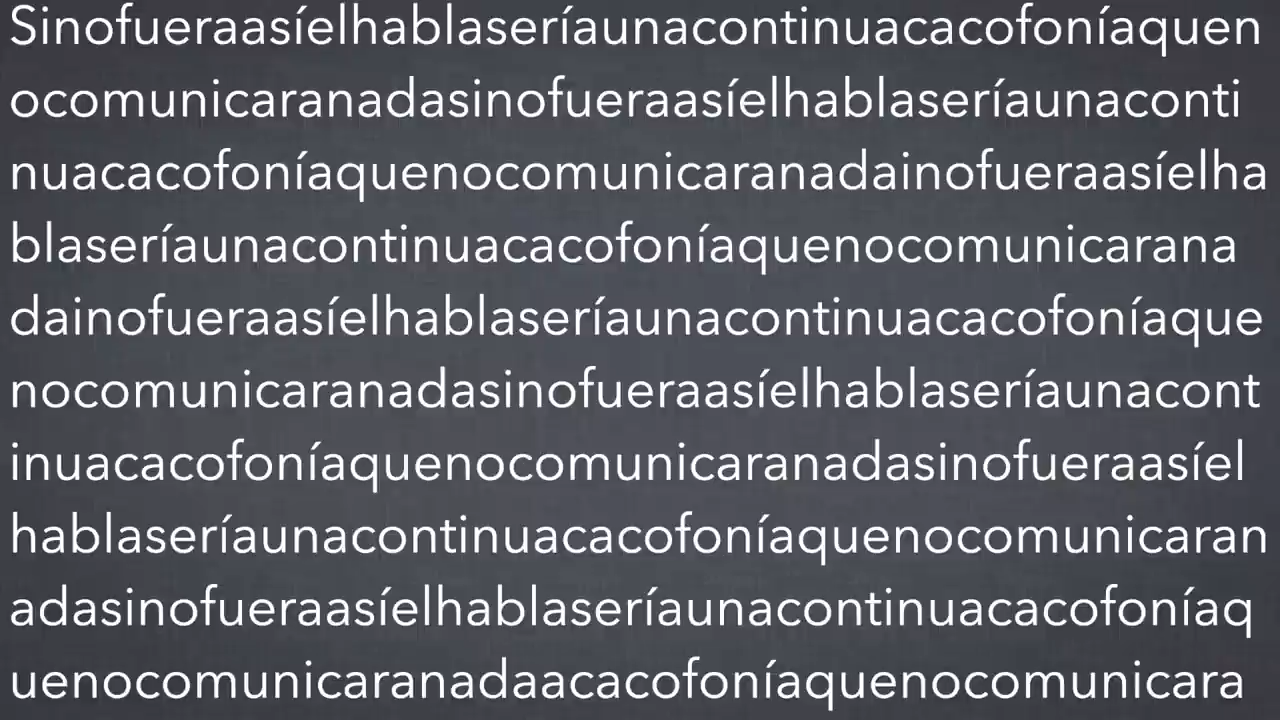 Sinofueraasíelhablaseríaunacontinuacacofoníaquen
ocomunicaranadasinofueraasíelhablaseríaunaconti
nuacacofoníaquenocomunicaranadainofueraasíelha
blaseríaunacontinuacacofoníaquenocomunicarana
dainofueraasíelhablaseríaunacontinuacacofoníaque
nocomunicaranadasinofueraasíelhablaseríaunacont
inuacacofoníaquenocomunicaranadasinofueraasíel
hablaseríaunacontinuacacofoníaquenocomunicaran
adasinofueraasíelhablaseríaunacontinuacacofoníaq
uenocomunicaranadaacacofoníaquenocomunicara